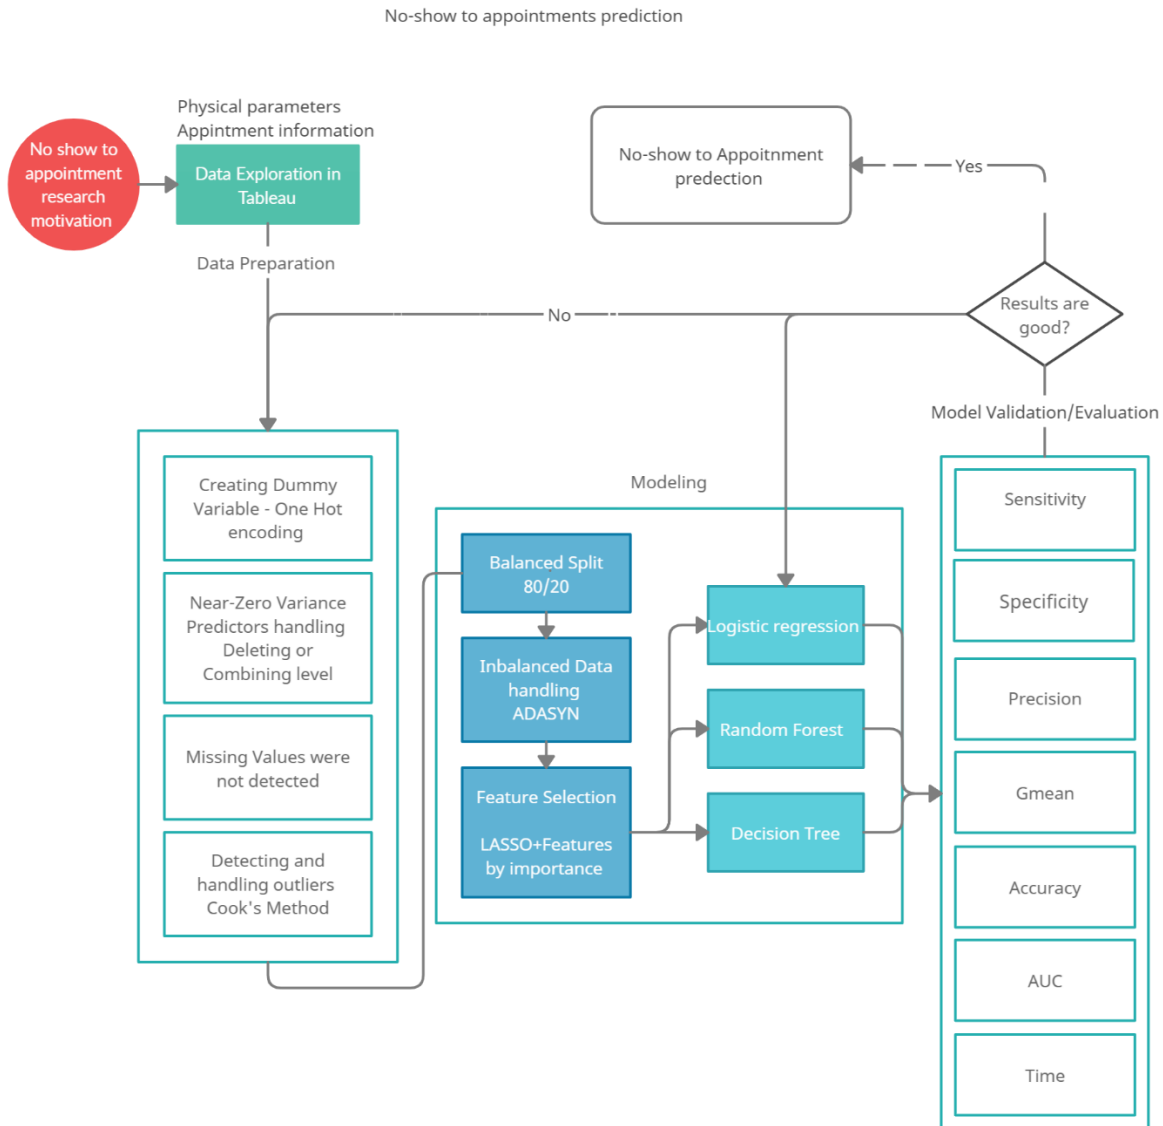 No-show to appointments prediction
Physical parameters
Appintment information
No show to
appointment
research
motivation
Data Exploration in
Tableau
Data Preparation
No-show to Appoitnment
predection
Yes
Results are
good?
No
Model Validation/Evaluation
Creating Dummy
Variable - One Hot
encoding
Near-Zero Variance
Predictors handling
Deleting or
Combining level
Missing Values were
not detected
Detecting and
handling outliers
Cook's Method
Modeling
Balanced Split
80/20
Inbalanced Data
handling
ADASYN
Feature Selection
LASSO+Features
by importance
Logistic regression
Random Forest
Decision Tree
Sensitivity
Specificity
Precision
Gmean
Accuracy
AUC
Time